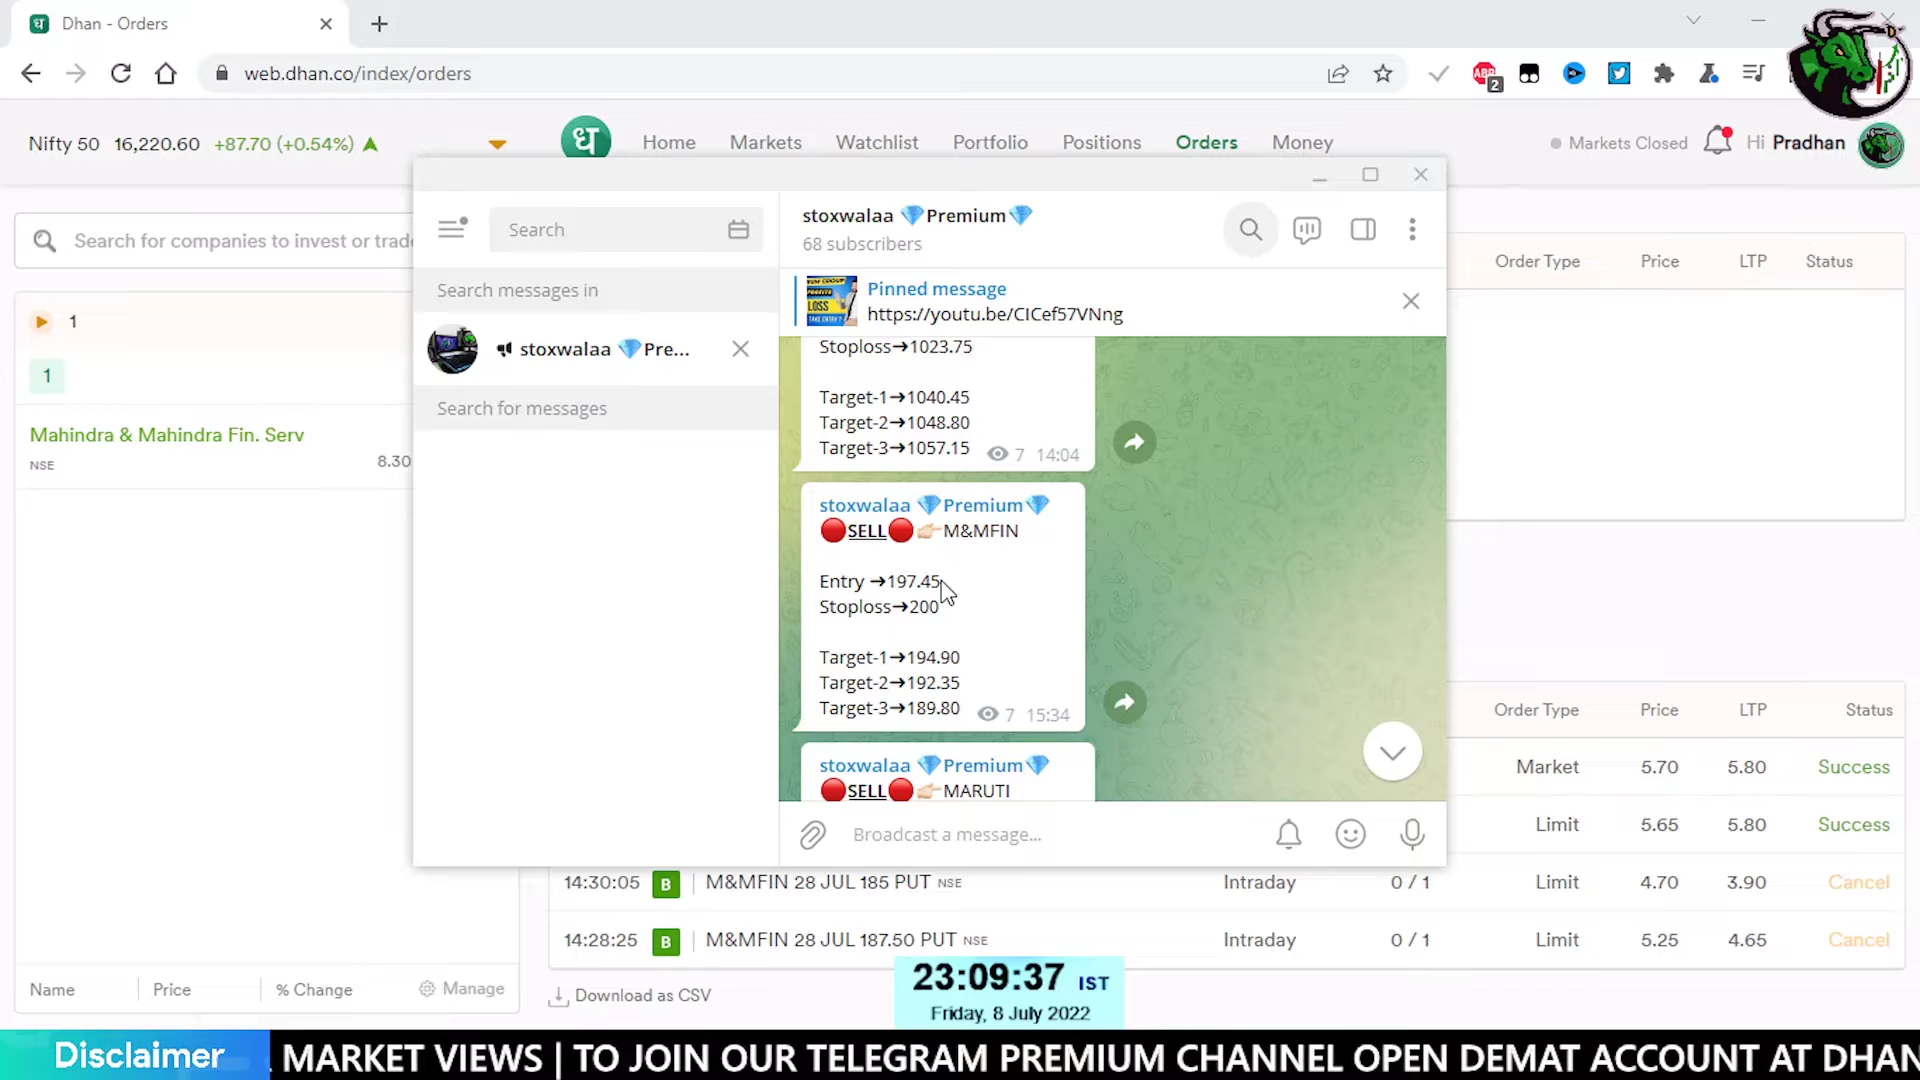 ध Dhan - Orders
web.dhan.co/index/orders
ABP 2
Nifty 50 16,220.60 +87.70 (+0.54%)
ध Home Markets Watchlist Portfolio Positions Orders Money
Markets Closed Hi Pradhan
Search for companies to invest or trade
1
1
Mahindra & Mahindra Fin. Serv
NSE 8.30
Name Price % Change Manage
Search
Search messages in
stoxwalaa 💎Pre...
Search for messages
stoxwalaa 💎Premium💎
68 subscribers
LOSS
Pinned message
https://youtu.be/CICef57VNng
Stoploss➜1023.75
Target-1➜1040.45
Target-2➜1048.80
Target-3➜1057.15 7 14:04
stoxwalaa 💎Premium💎
🔴SELL🔴👉🏻M&MFIN
Entry ➜197.45
Stoploss➜200
Target-1➜194.90
Target-2➜192.35
Target-3➜189.80 7 15:34
stoxwalaa 💎Premium💎
🔴SELL🔴👉🏻MARUTI
Broadcast a message...
Order Type Price LTP Status
Order Type Price LTP Status
Market 5.70 5.80 Success
Limit 5.65 5.80 Success
14:30:05 B M&MFIN 28 JUL 185 PUT NSE Intraday 0 / 1 Limit 4.70 3.90 Cancel
14:28:25 B M&MFIN 28 JUL 187.50 PUT NSE Intraday 0 / 1 Limit 5.25 4.65 Cancel
Download as CSV
23:09:37 IST
Friday, 8 July 2022
Disclaimer
MARKET VIEWS | TO JOIN OUR TELEGRAM PREMIUM CHANNEL OPEN DEMAT ACCOUNT AT DHAN